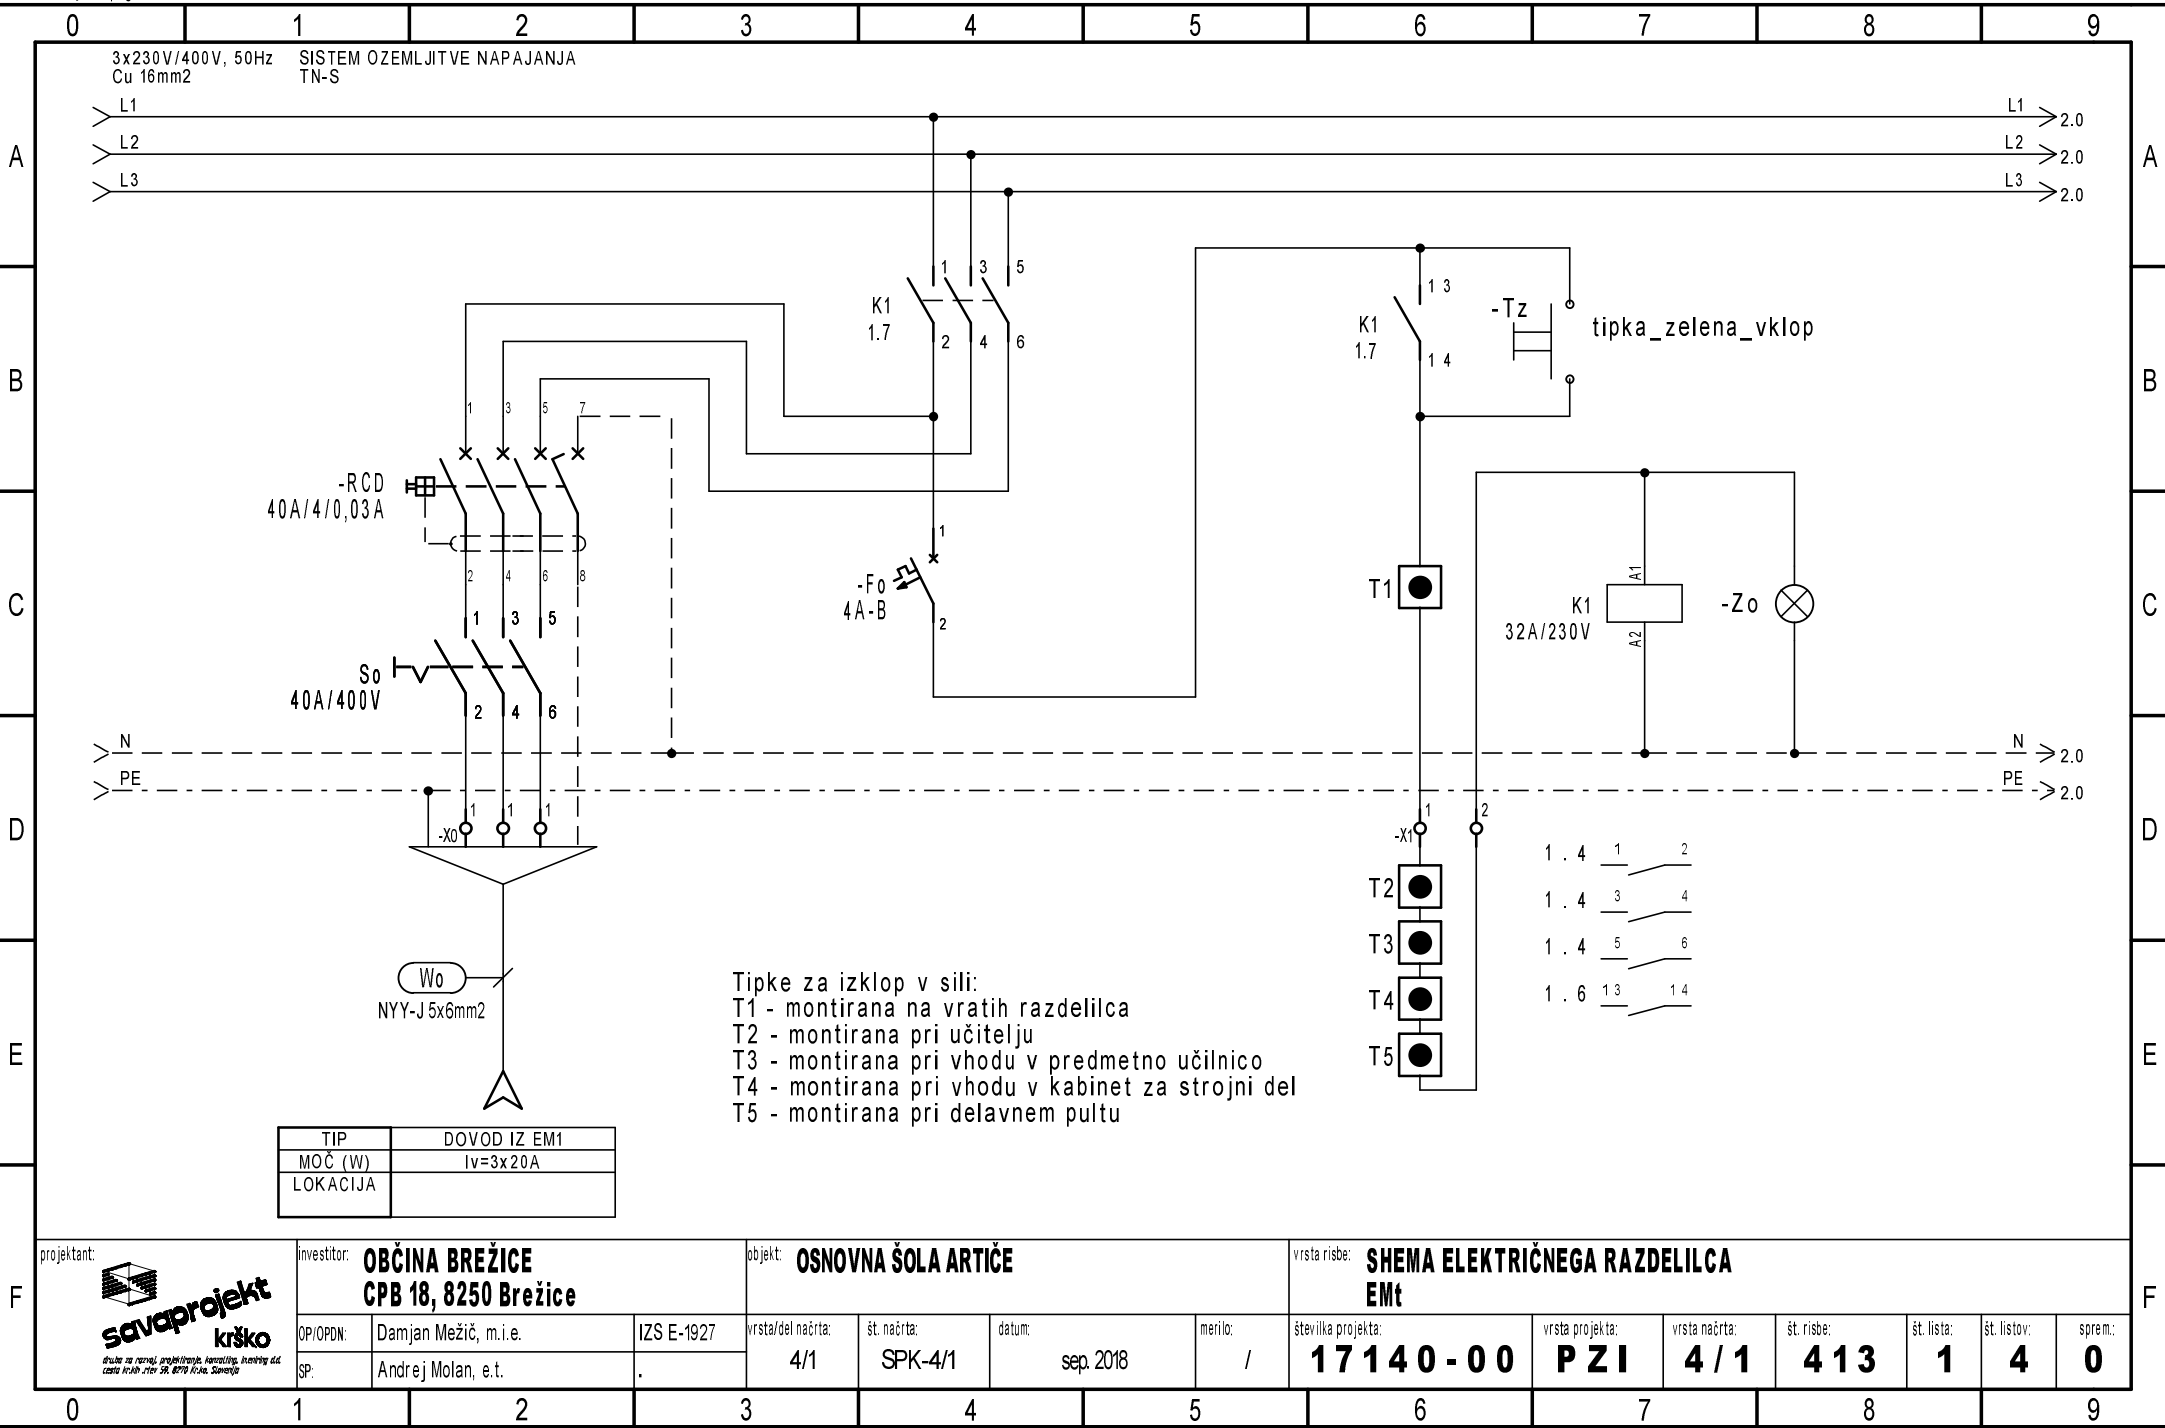 0 1 2 3 4 5 6 7 8 9
3x230V/400V, 50Hz SISTEM OZEMLJITVE NAPAJANJA
Cu 16mm2 TN-S
L1 L1 2.0
L2 L2 2.0
A A
L3 L3 2.0
1 3 5
K1
1.7
2 4 6
1 3
K1
1.7
1 4
-Tz
tipka_zelena_vklop
B B
1 3 5 7
-RCD
40A/4/0,03A
2 4 6 8
1
-Fo
4A-B
2
T1
A1
K1
32A/230V
A2
-Zo
C C
1 3 5
So
40A/400V
2 4 6
N N 2.0
PE PE 2.0
D D
-X0 1 1 1
-X1 1 2
1.4 1 2
T2
1.4 3 4
T3
1.4 5 6
T4
1.6 13 14
T5
E E
Wo
NYY-J 5x6mm2
Tipke za izklop v sili:
T1 - montirana na vratih razdelilca
T2 - montirana pri učitelju
T3 - montirana pri vhodu v predmetno učilnico
T4 - montirana pri vhodu v kabinet za strojni del
T5 - montirana pri delavnem pultu
TIP DOVOD IZ EM1
MOČ (W) Iv=3x20A
LOKACIJA
F F
projektant:
savaprojekt
krško
investitor: OBČINA BREŽICE
CPB 18, 8250 Brežice
objekt: OSNOVNA ŠOLA ARTIČE
vrsta risbe: SHEMA ELEKTRIČNEGA RAZDELILCA
EMt
OP/OPDN: Damjan Mežič, m.i.e. IZS E-1927
SP: Andrej Molan, e.t. .
vrsta/del načrta: št. načrta: datum: merilo:
4/1 SPK-4/1 sep. 2018 /
številka projekta: vrsta projekta: vrsta načrta: št. risbe: št. lista: št. listov: sprem.:
17140-00 PZI 4/1 413 1 4 0
0 1 2 3 4 5 6 7 8 9